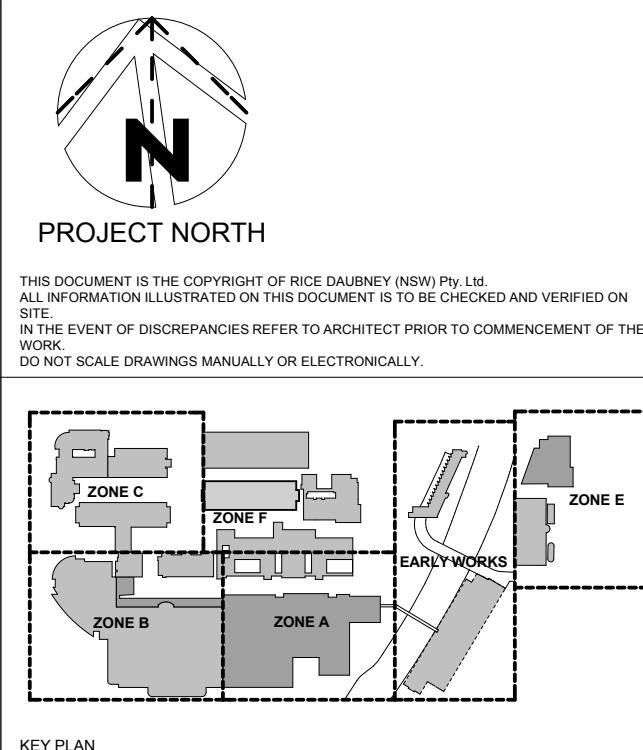 N
PROJECT NORTH
THIS DOCUMENT IS THE COPYRIGHT OF RICE DAUBNEY (NSW) Pty. Ltd.
ALL INFORMATION ILLUSTRATED ON THIS DOCUMENT IS TO BE CHECKED AND VERIFIED ON
SITE.
IN THE EVENT OF DISCREPANCIES REFER TO ARCHITECT PRIOR TO COMMENCEMENT OF THE
WORK.
DO NOT SCALE DRAWINGS MANUALLY OR ELECTRONICALLY.
ZONE C
ZONE E
ZONE F
EARLY WORKS
ZONE B
ZONE A
KEY PLAN